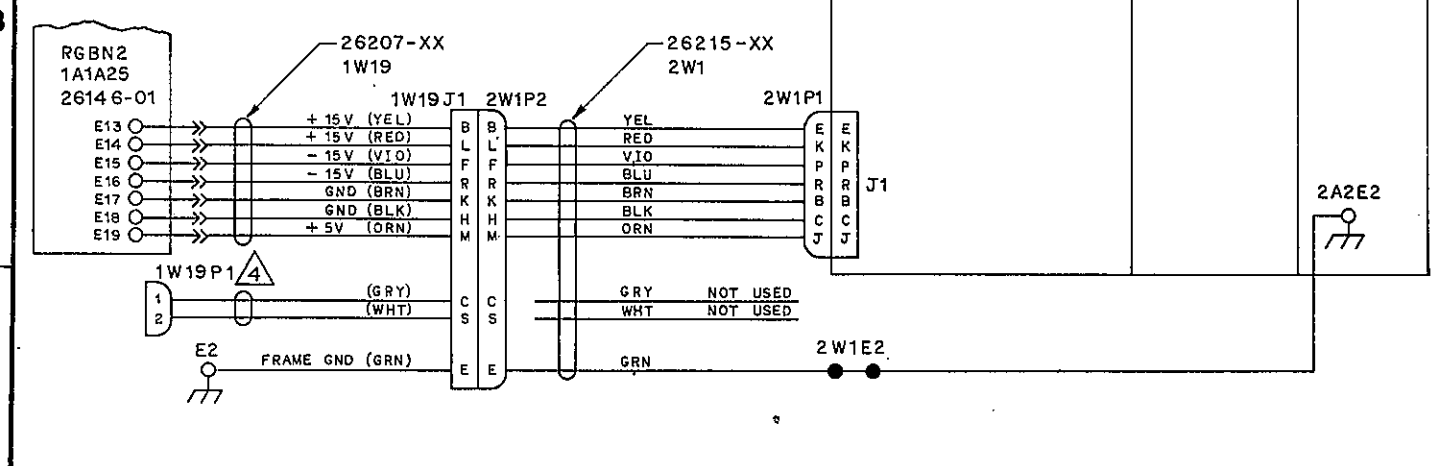 RGBN2
1A1A25
26146-01
26207-XX
1W19
26215-XX
2W1
1W19J1 2W1P2
2W1P1
E13 + 15V (YEL) B B YEL E E
E14 + 15V (RED) L L RED K K
E15 - 15V (VIO) F F VIO P P
E16 - 15V (BLU) R R BLU R R J1
E17 GND (BRN) K K BRN B B
E18 GND (BLK) H H BLK C C
E19 + 5V (ORN) M M ORN J J
2A2E2
1W19P1 4
1 (GRY) C C GRY NOT USED
2 (WHT) S S WHT NOT USED
E2 FRAME GND (GRN) E E GRN 2W1E2